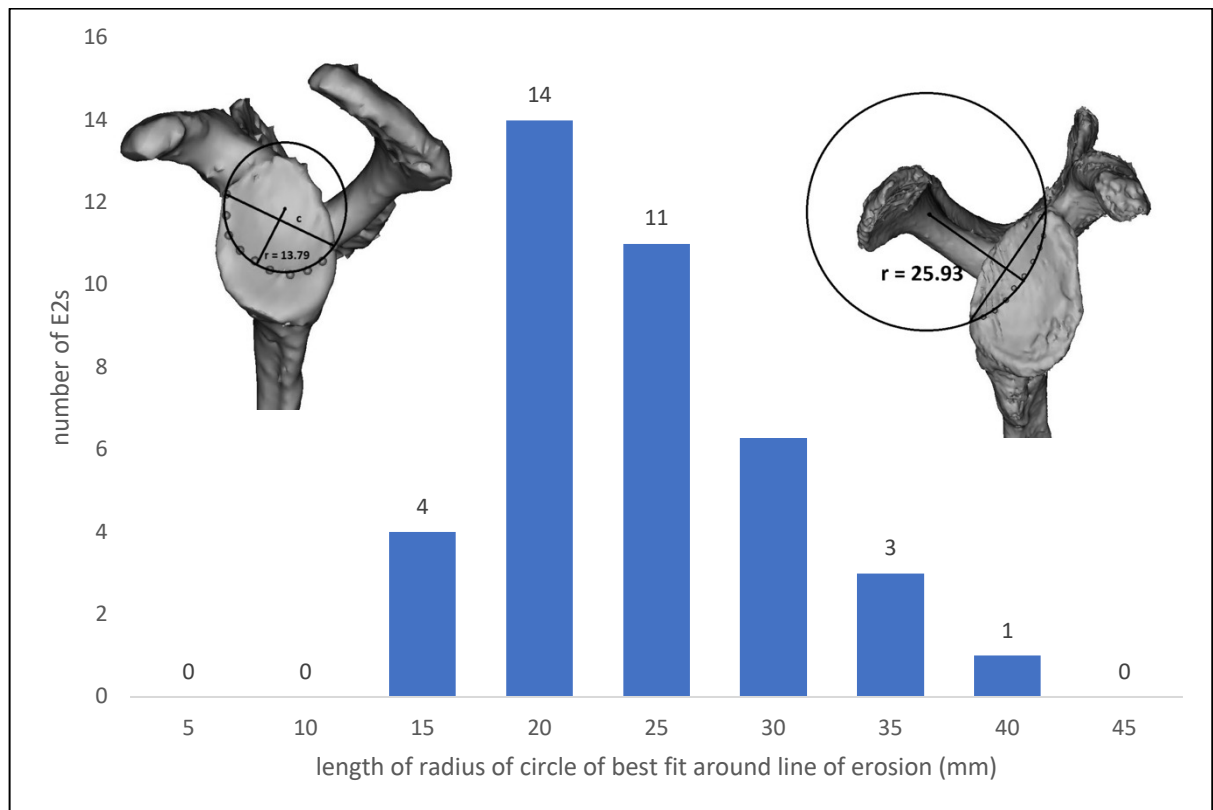 16
14
12
10
8
6
4
2
0
number of E2s
0
0
4
14
11
3
1
0
5 10 15 20 25 30 35 40 45
length of radius of circle of best fit around line of erosion (mm)
c
r = 13.79
r = 25.93